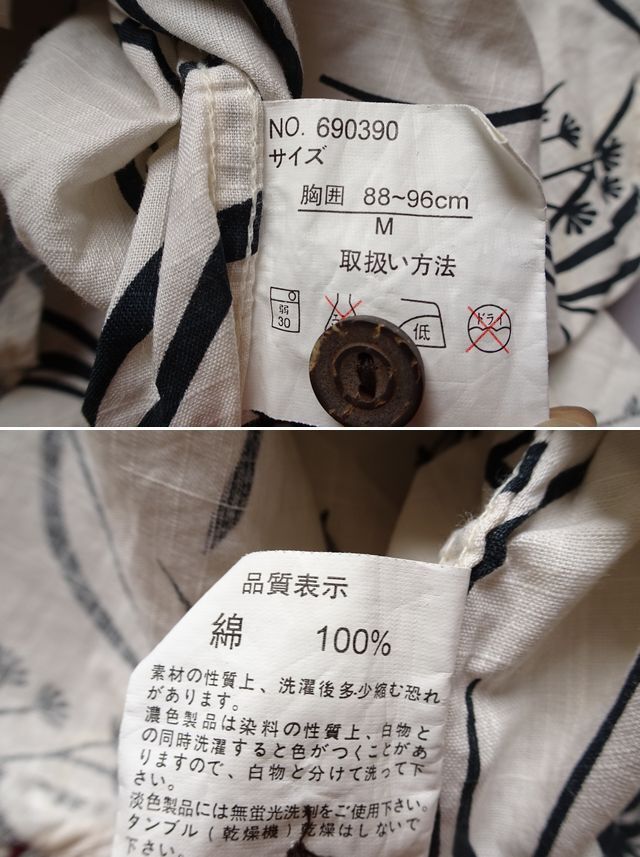 NO. 690390
サイズ
胸囲 88~96cm
M
取扱い方法
弱
30
低
ドライ
品質表示
綿 100%
素材の性質上、洗濯後多少縮む恐れ
があります。
濃色製品は染料の性質上、白物と
の同時洗濯すると色がつくことがあ
りますので、白物と分けて洗って下
さい。
淡色製品には無蛍光洗剤をご使用下さい。
タンブル(乾燥機)乾燥はしないで
下さい。